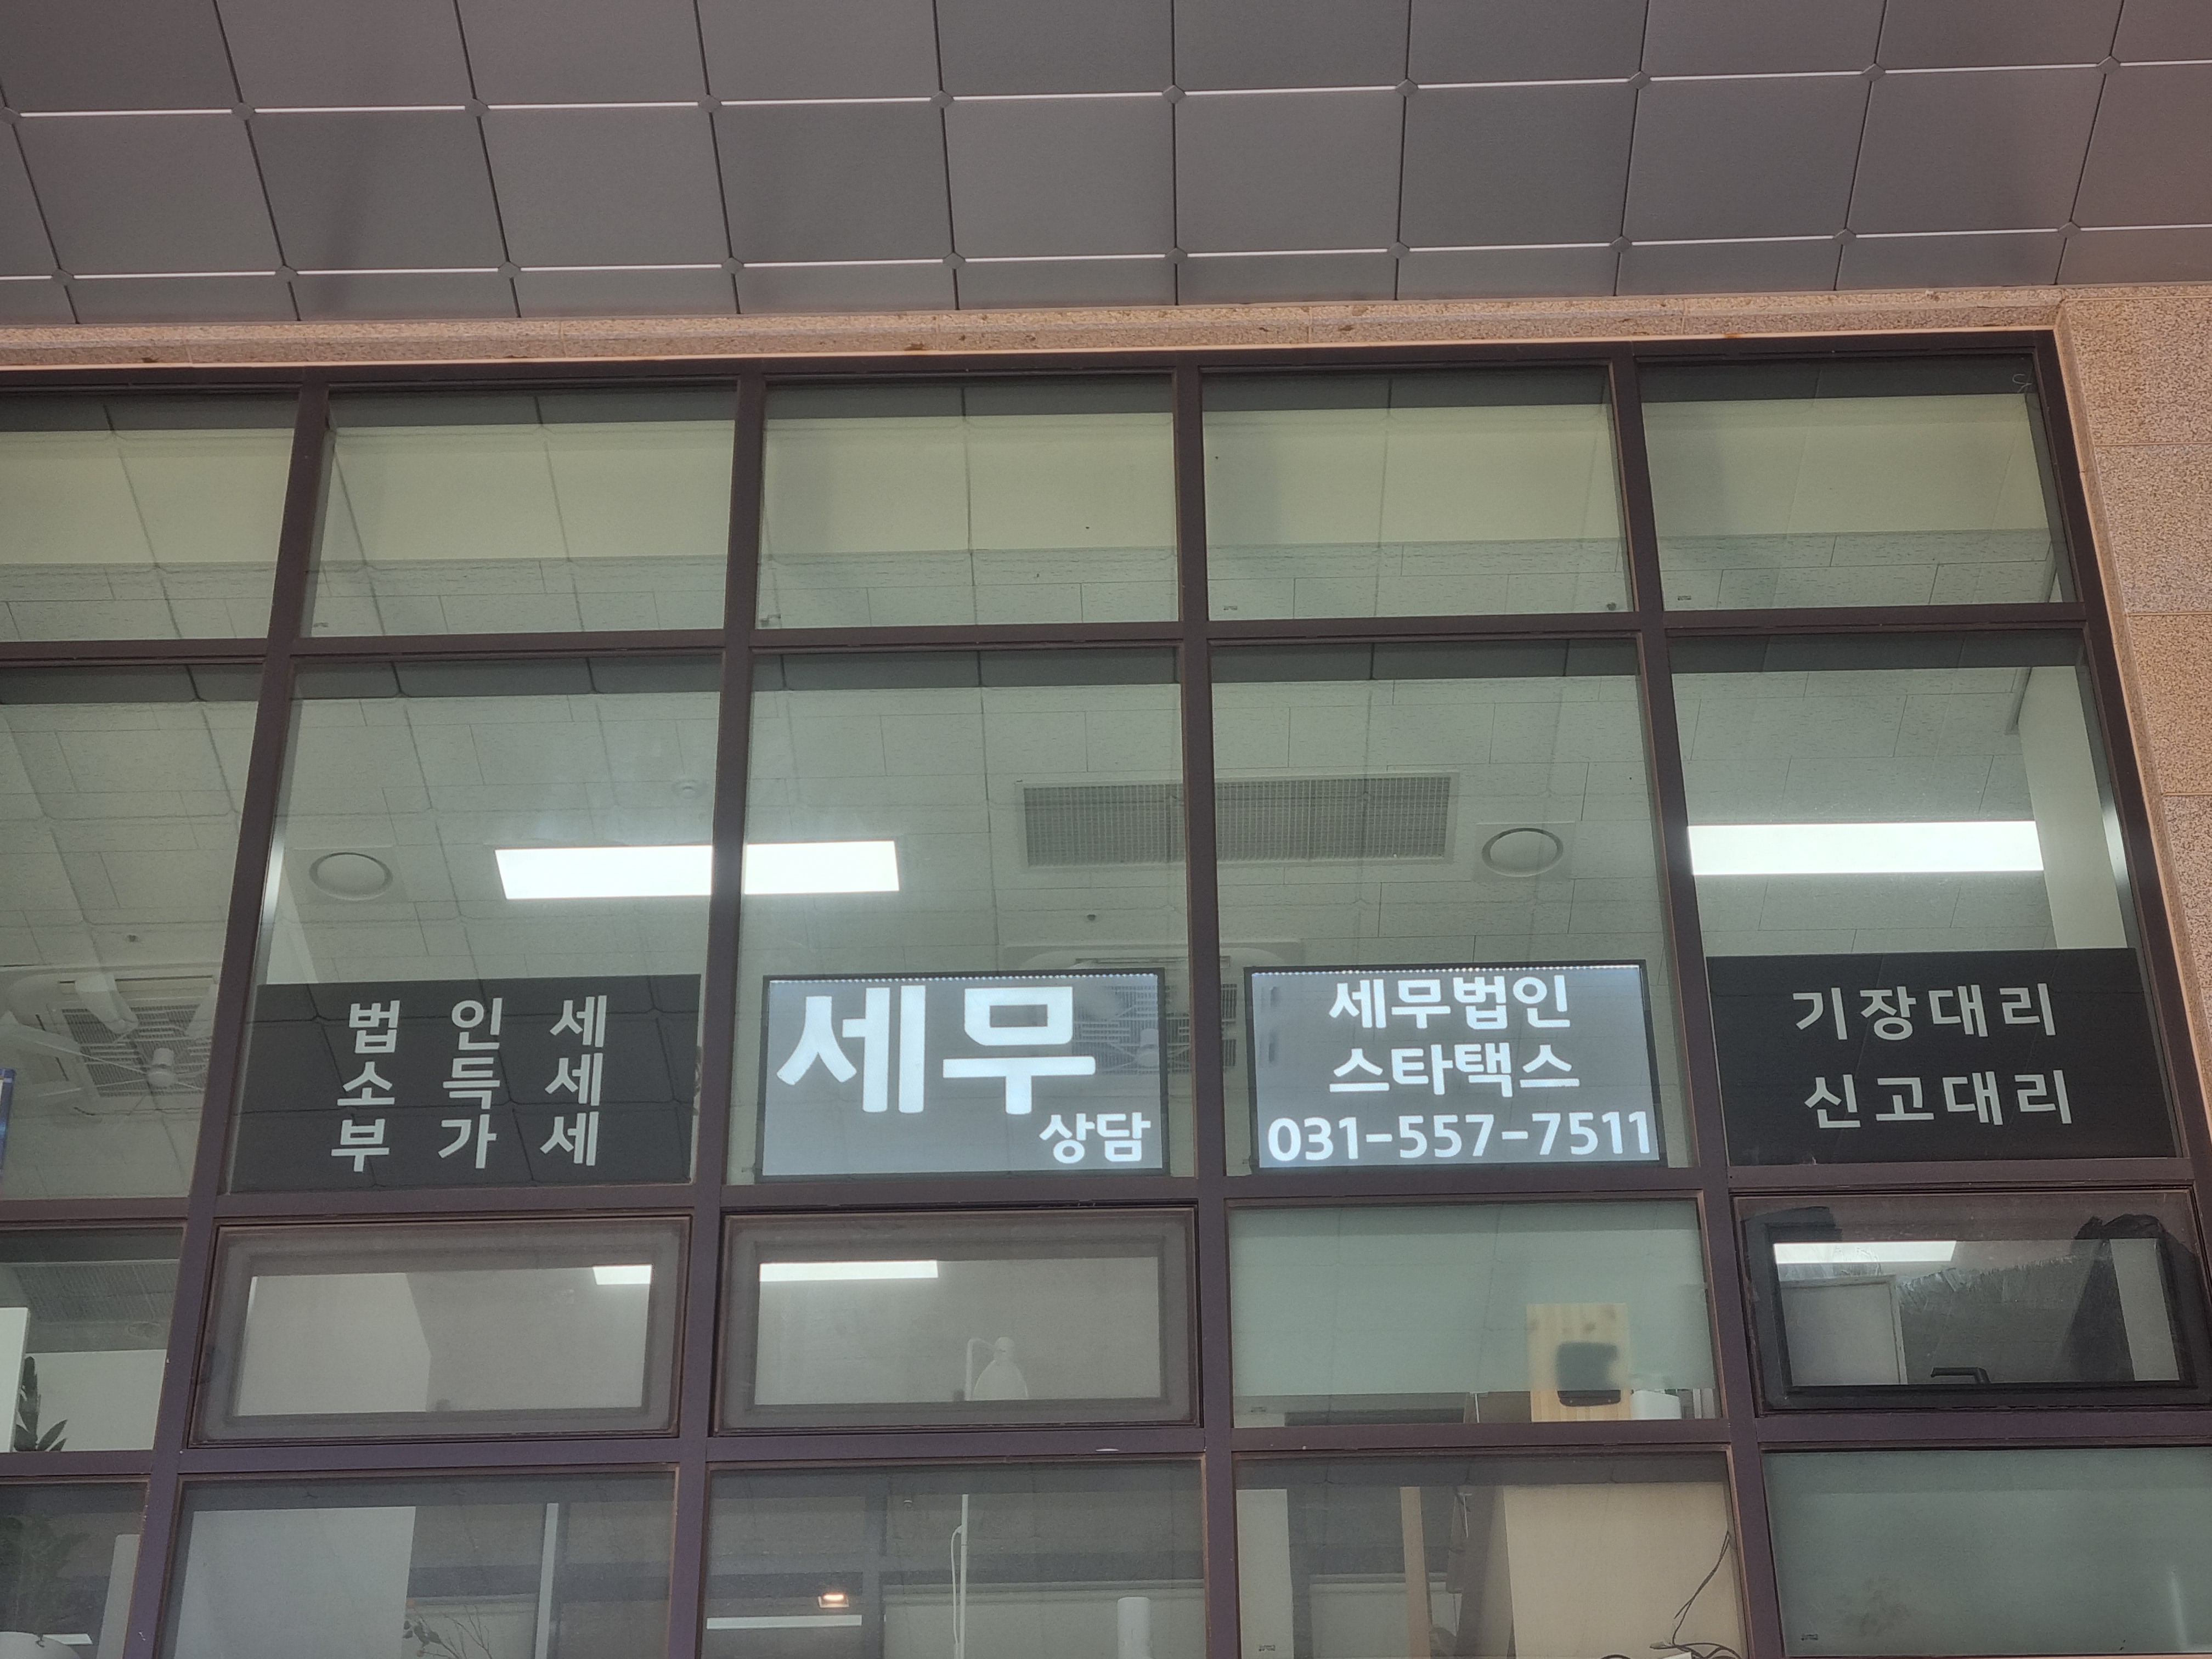 법 인 세
소 득 세
부 가 세
세무
상담
세무법인
스타택스
031-557-7511
기장대리
신고대리